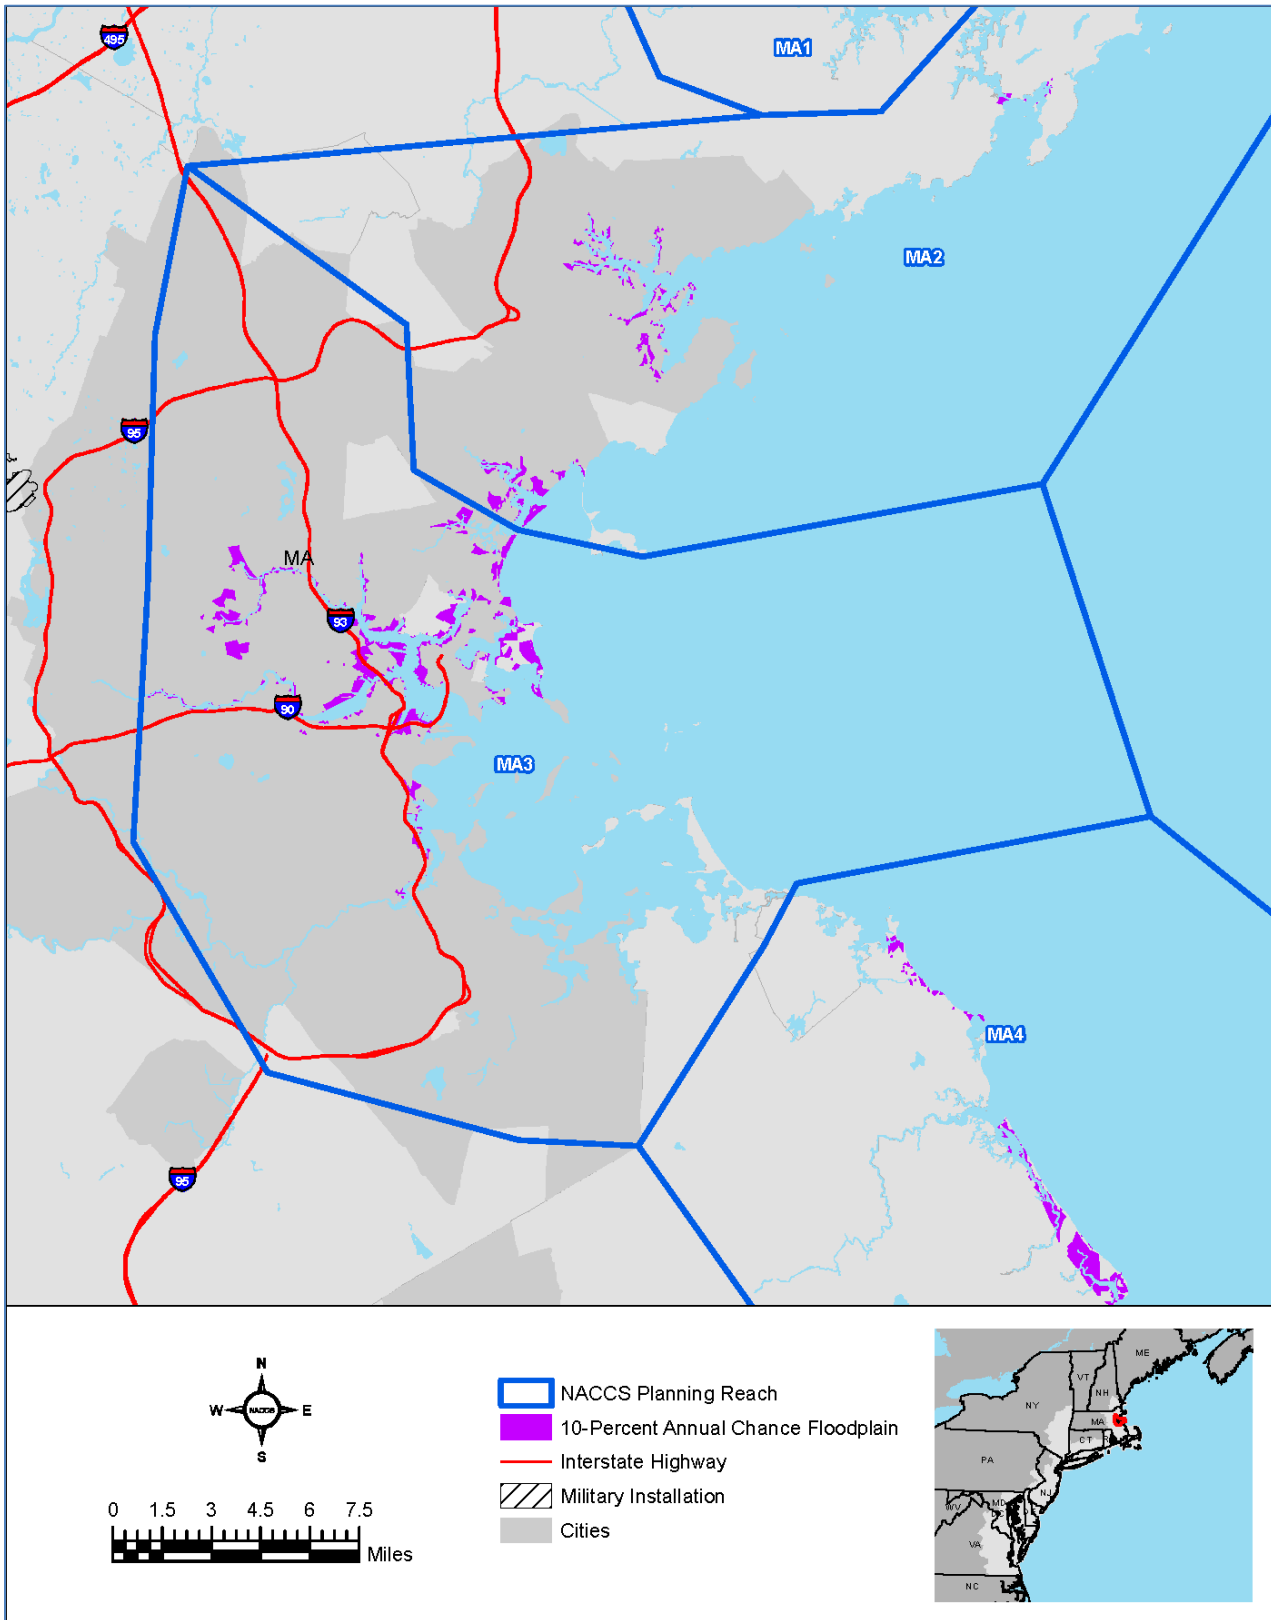 495
MA1
MA2
95
MA
93
90
MA3
MA4
95
N
W NACCS E
S
NACCS Planning Reach
10-Percent Annual Chance Floodplain
Interstate Highway
Military Installation
Cities
0 1.5 3 4.5 6 7.5
Miles
ME
VT
NH
NY
MA
CT
PA
NJ
MD
WV
VA
NC